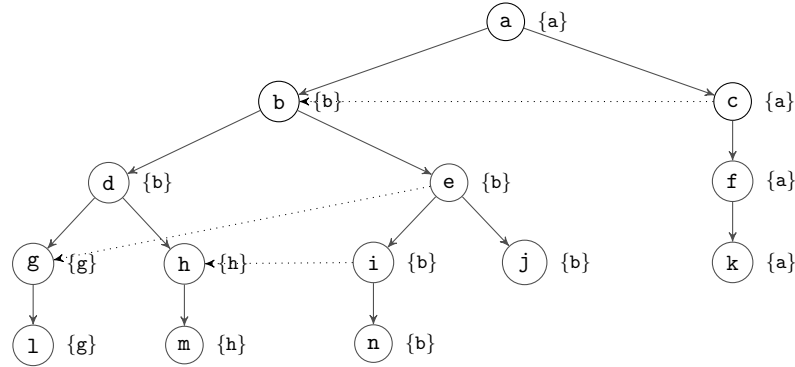 a {a}
b {b} c {a}
d {b} e {b} f {a}
g {g} h {h} i {b} j {b} k {a}
l {g} m {h} n {b}